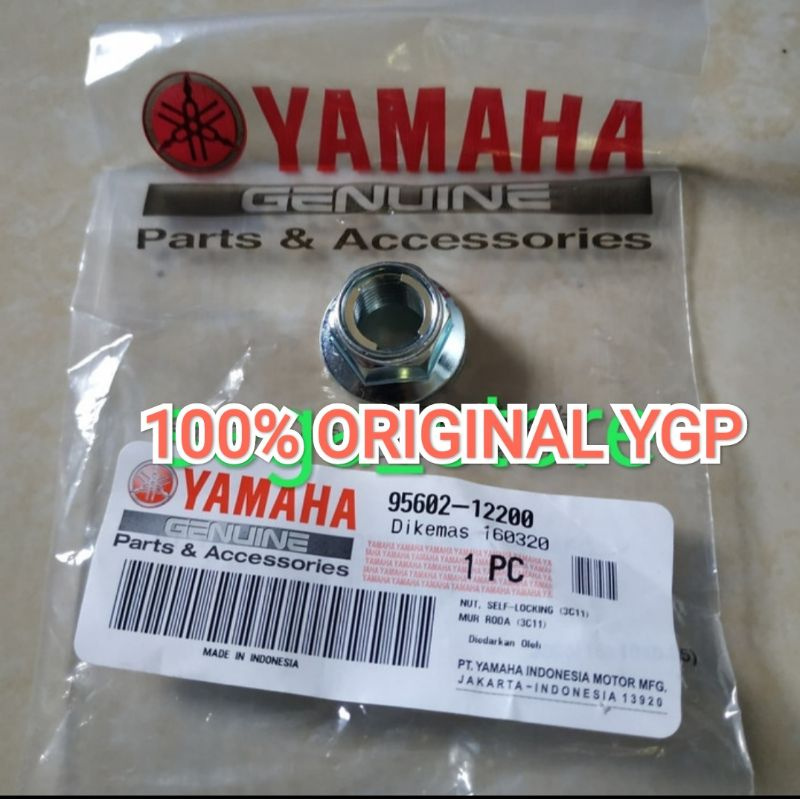 YAMAHA
GENUINE
Parts & Accessories
100% ORIGINAL YGP
YAMAHA
GENUINE
Parts & Accessories
95602-12200
Dikemas 160320
1 PC
MADE IN INDONESIA
NUT, SELF-LOCKING (3C11)
MUR RODA (3C11)
Diedarkan Oleh
PT. YAMAHA INDONESIA MOTOR MFG.
JAKARTA-INDONESIA 13920